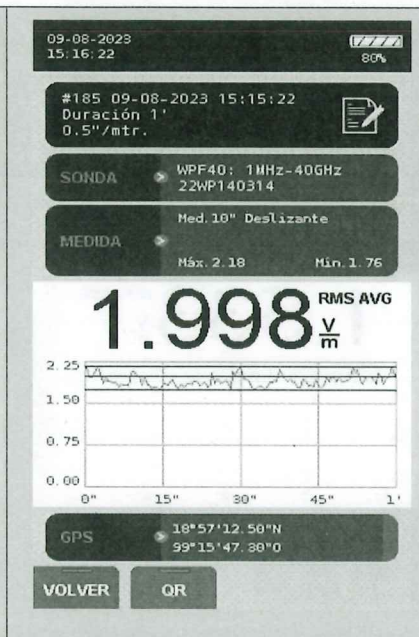 09-08-2023
15:16:22
80%
#185 09-08-2023 15:15:22
Duración 1'
0.5"/mtr.
SONDA
WPF40: 1MHz-40GHz
22WP140314
MEDIDA
Med.10" Deslizante
Máx.2.18 Mín.1.76
1.998 RMS AVG
V/m
2.25
1.50
0.75
0.00
0" 15" 30" 45" 1'
GPS
18°57'12.50"N
99°15'47.30"O
VOLVER QR